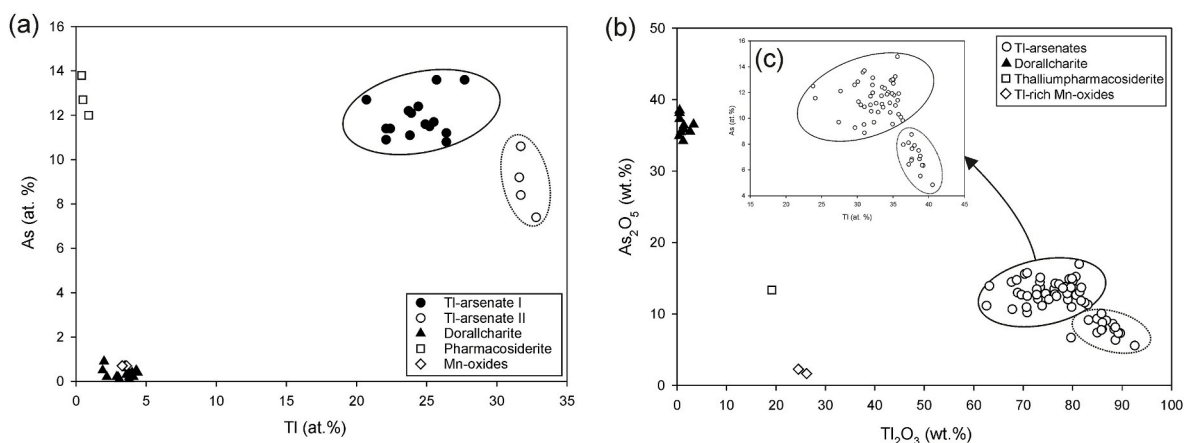 (a)
16
14
12
10
8
6
4
2
0
As (at. %)
0 5 10 15 20 25 30 35
Tl (at.%)
Tl-arsenate I
Tl-arsenate II
Dorallcharite
Pharmacosiderite
Mn-oxides
(b)
50
40
30
20
10
0
As₂O₅ (wt.%)
0 10 20 30 40 50 60 70 80 90 100
Tl₂O₃ (wt.%)
Tl-arsenates
Dorallcharite
Thalliumpharmacosiderite
Tl-rich Mn-oxides
(c)
16
14
12
10
8
6
4
As (at. %)
15 20 25 30 35 40 45
Tl (at. %)